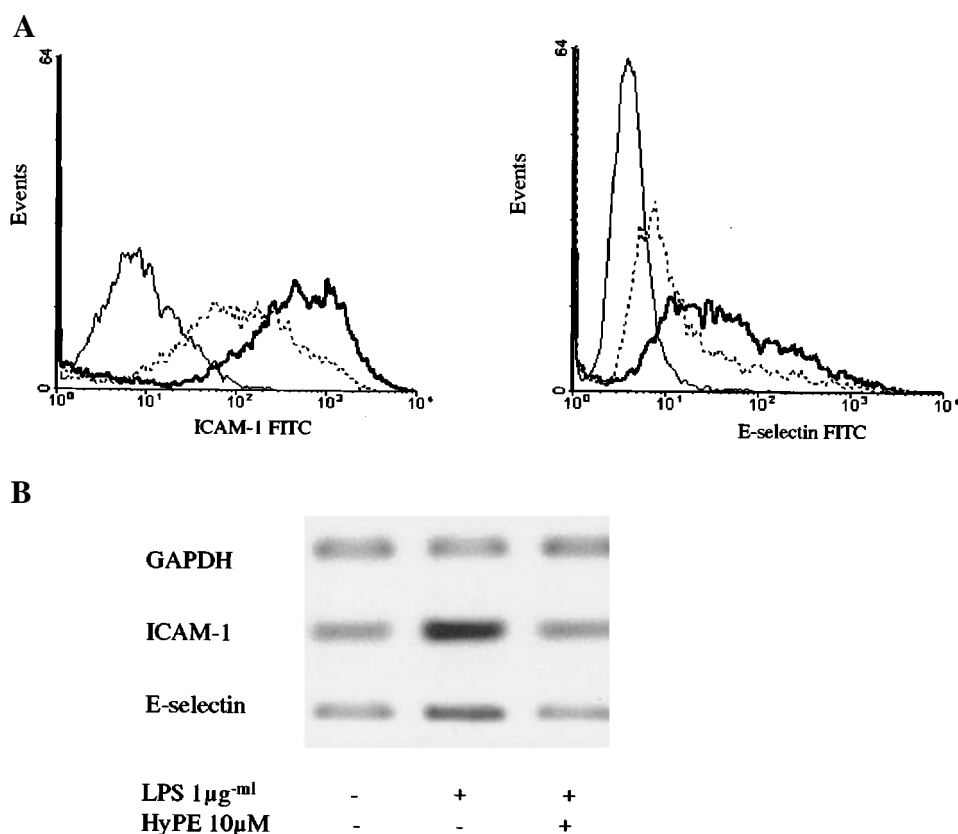 A
64
Events
0
10⁰ 10¹ 10² 10³ 10⁴
ICAM-1 FITC
64
Events
0
10⁰ 10¹ 10² 10³ 10⁴
E-selectin FITC
B
GAPDH
ICAM-1
E-selectin
LPS 1µg⁻ᵐˡ - + +
HyPE 10µM - - +